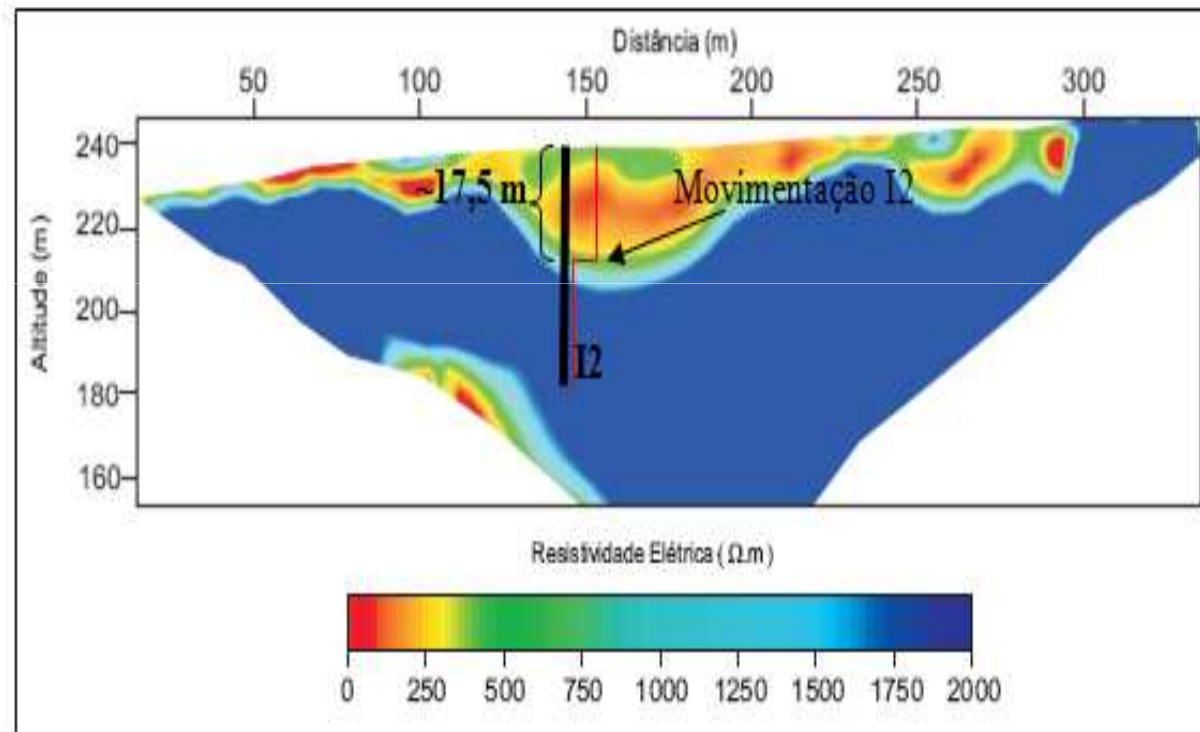 Distância (m)
50 100 150 200 250 300
240
~17,5 m
Movimentação I2
220
Altitude (m)
200
I2
180
160
Resistividade Elétrica ( Ω.m )
0 250 500 750 1000 1250 1500 1750 2000